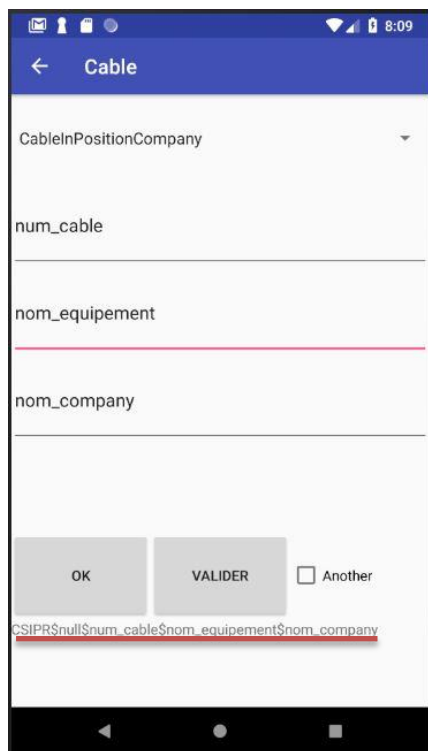 8:09
Cable
CableInPositionCompany
num_cable
nom_equipement
nom_company
OK VALIDER Another
CSIPR$null$num_cable$nom_equipement$nom_company